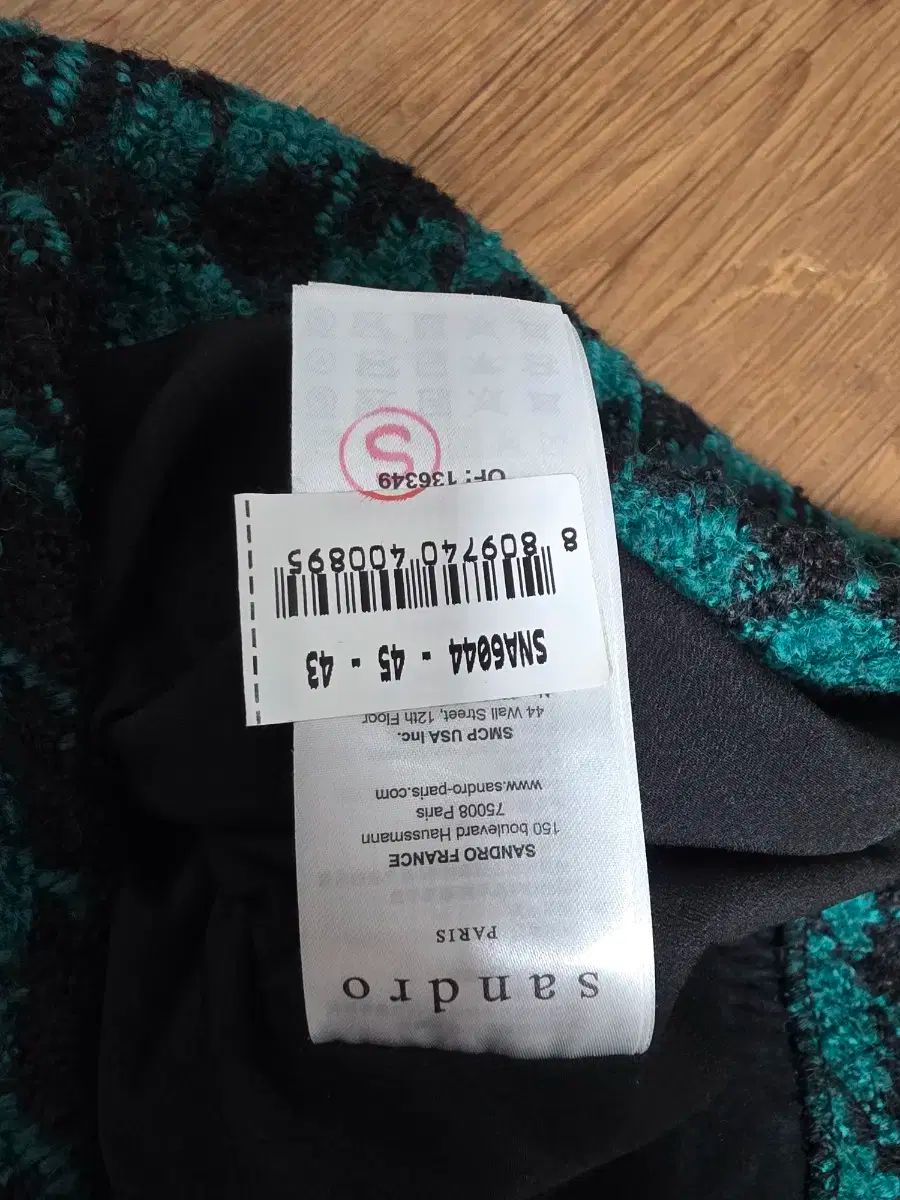 sandro
PARIS
SANDRO FRANCE
150 boulevard Haussmann
75008 Paris
www.sandro-paris.com
SMCP USA Inc.
44 Wall Street, 12th Floor
SNA6044 - 45 - 43
8 809740 400895
OF: 136349
S